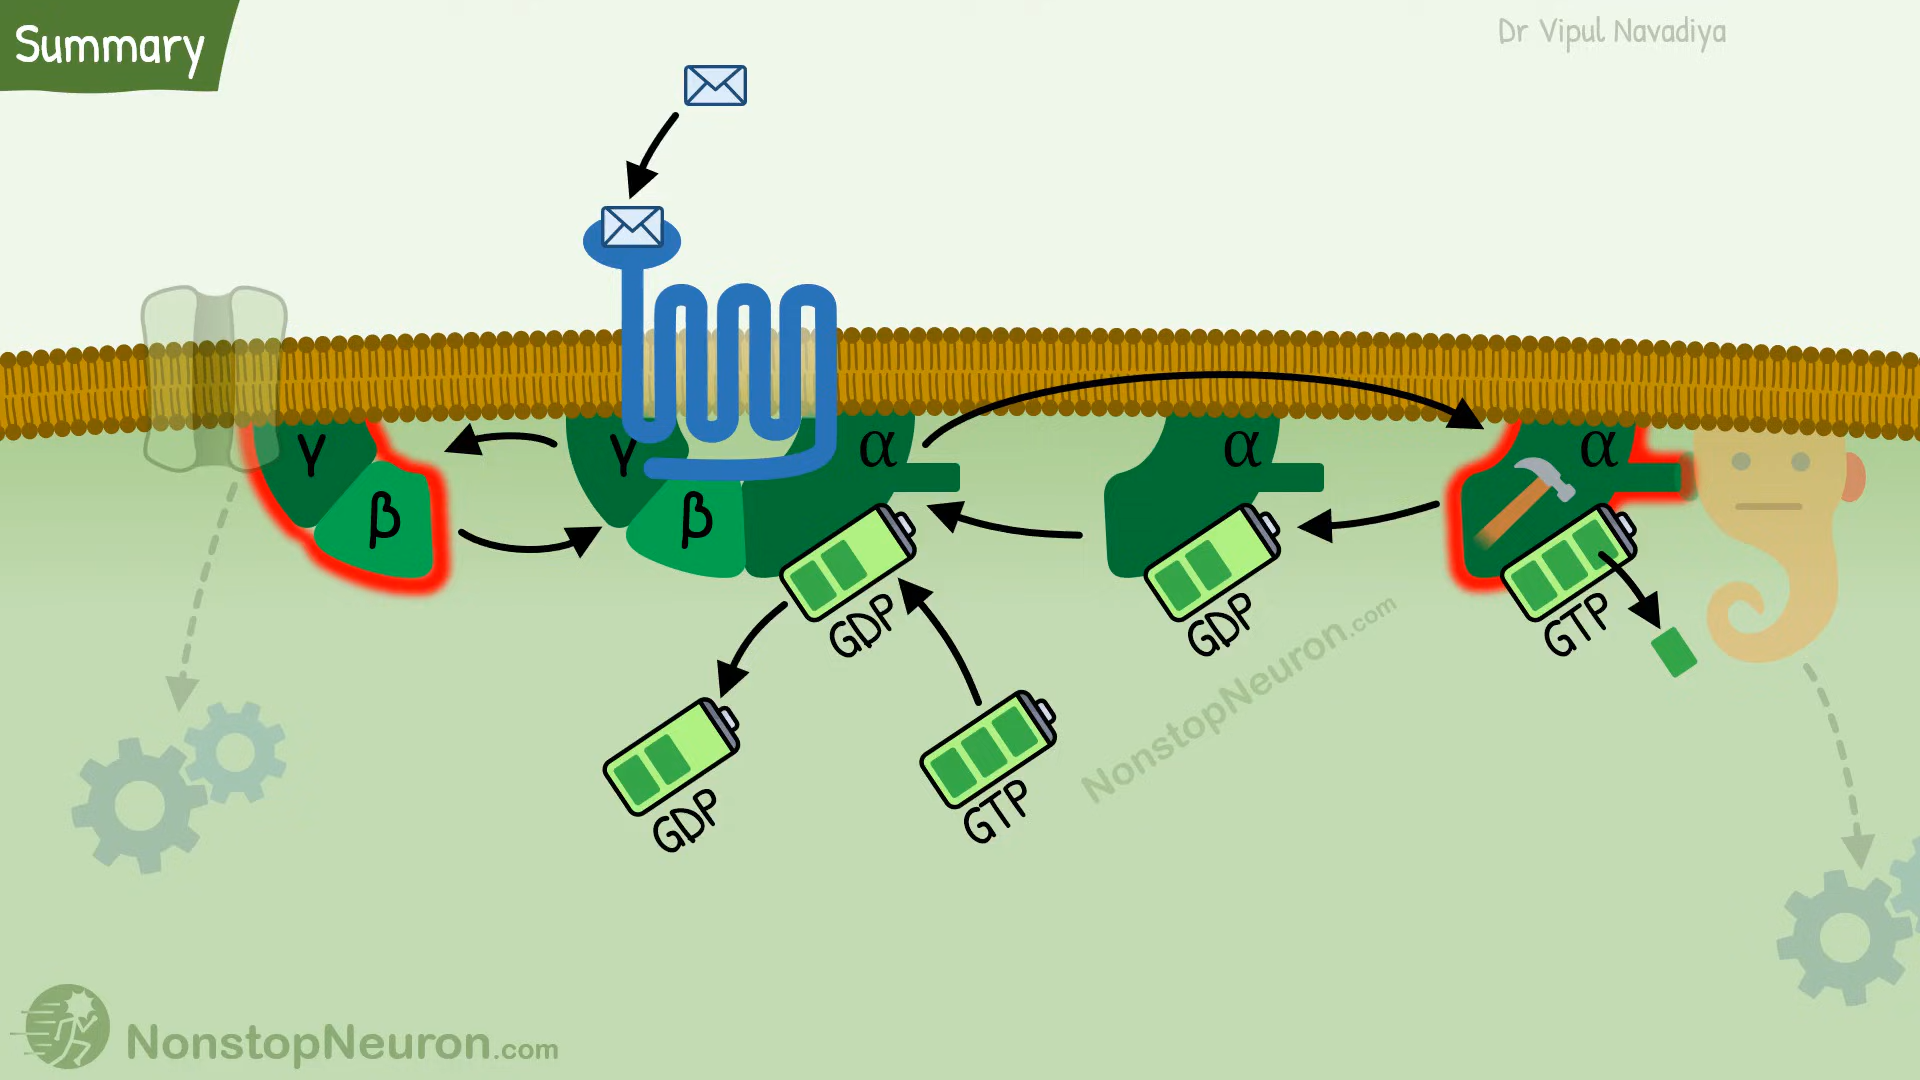 Summary
Dr Vipul Navadiya
γ
β
γ
β
α
GDP
α
GDP
α
GTP
GDP
GTP
NonstopNeuron.com
NonstopNeuron.com